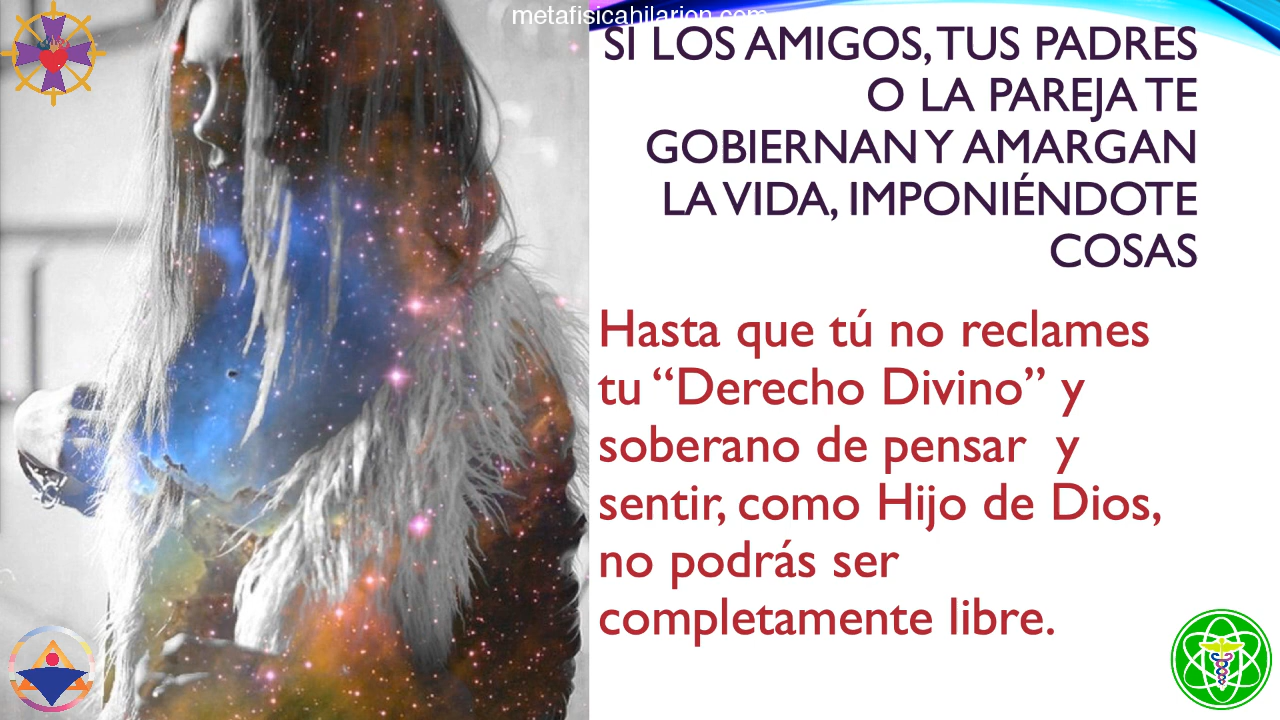 metafisicahilarion.com
SI LOS AMIGOS, TUS PADRES
O LA PAREJA TE
GOBIERNAN Y AMARGAN
LA VIDA, IMPONIÉNDOTE
COSAS
Hasta que tú no reclames
tu “Derecho Divino” y
soberano de pensar  y
sentir, como Hijo de Dios,
no podrás ser
completamente libre.